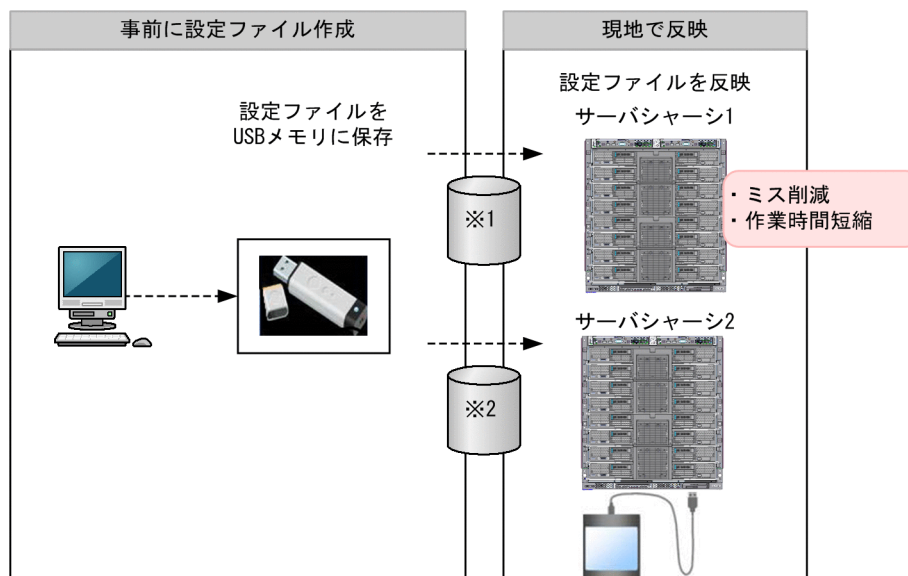 事前に設定ファイル作成
現地で反映
設定ファイルを
USBメモリに保存
設定ファイルを反映
サーバシャーシ1
・ミス削減
・作業時間短縮
※1
サーバシャーシ2
※2